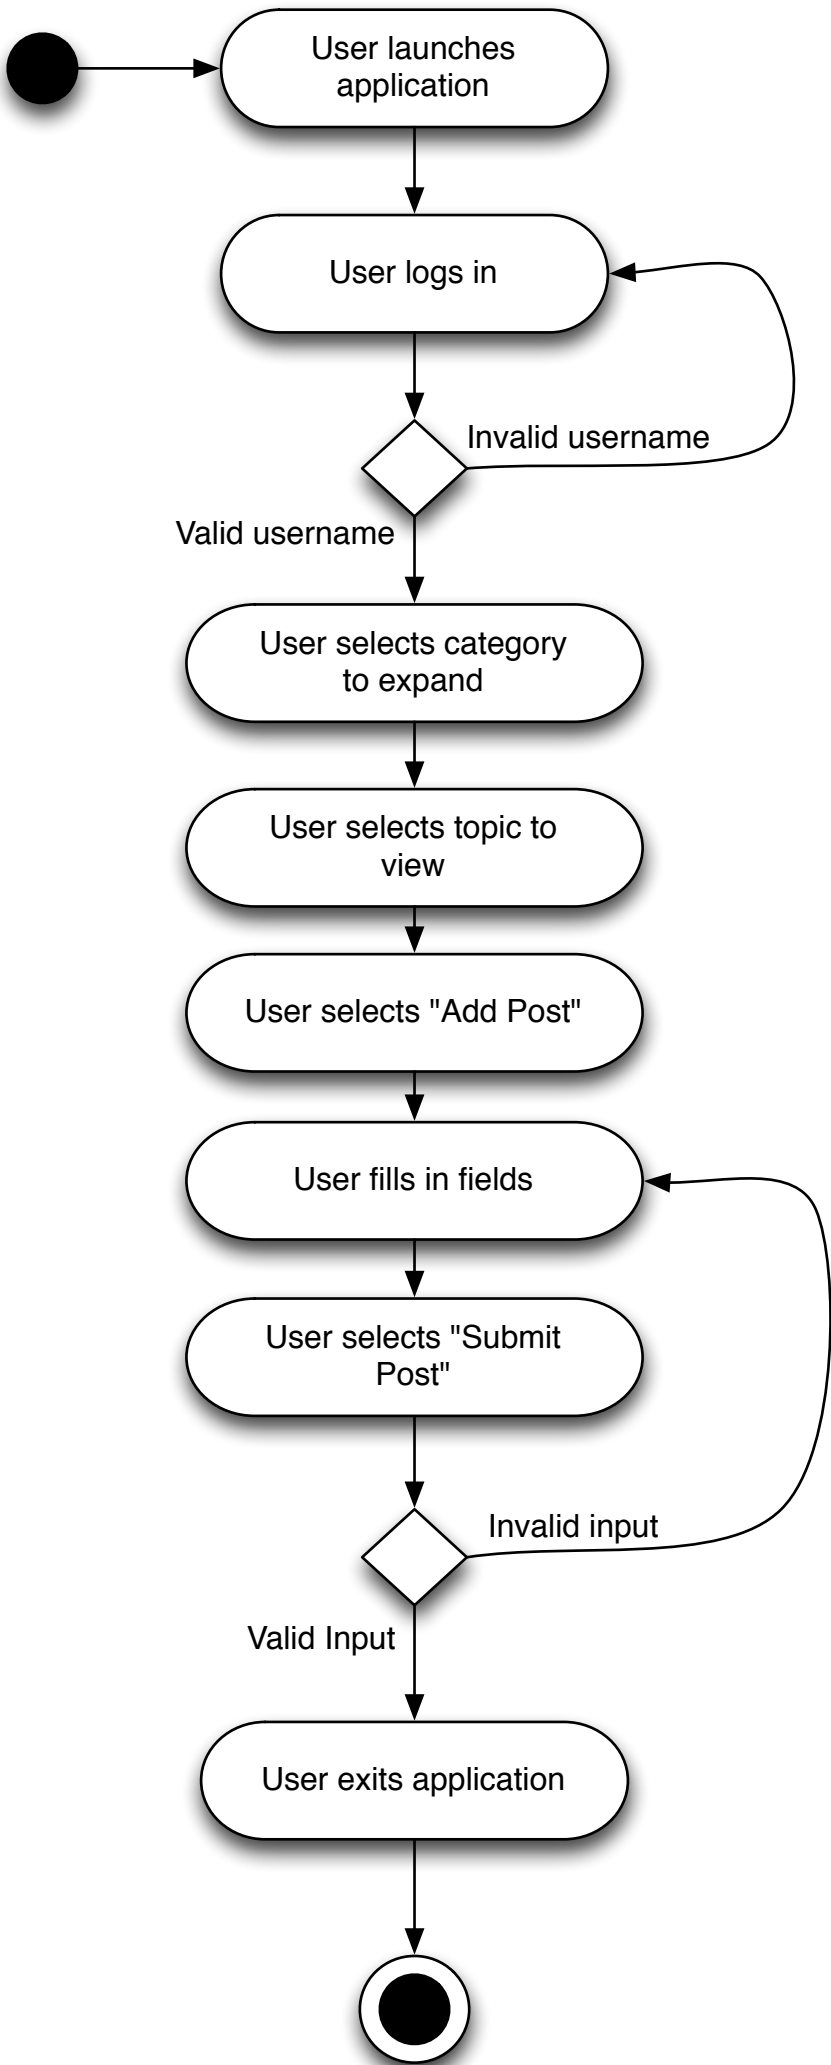 User launches
application
User logs in
Invalid username
Valid username
User selects category
to expand
User selects topic to
view
User selects "Add Post"
User fills in fields
User selects "Submit
Post"
Invalid input
Valid Input
User exits application